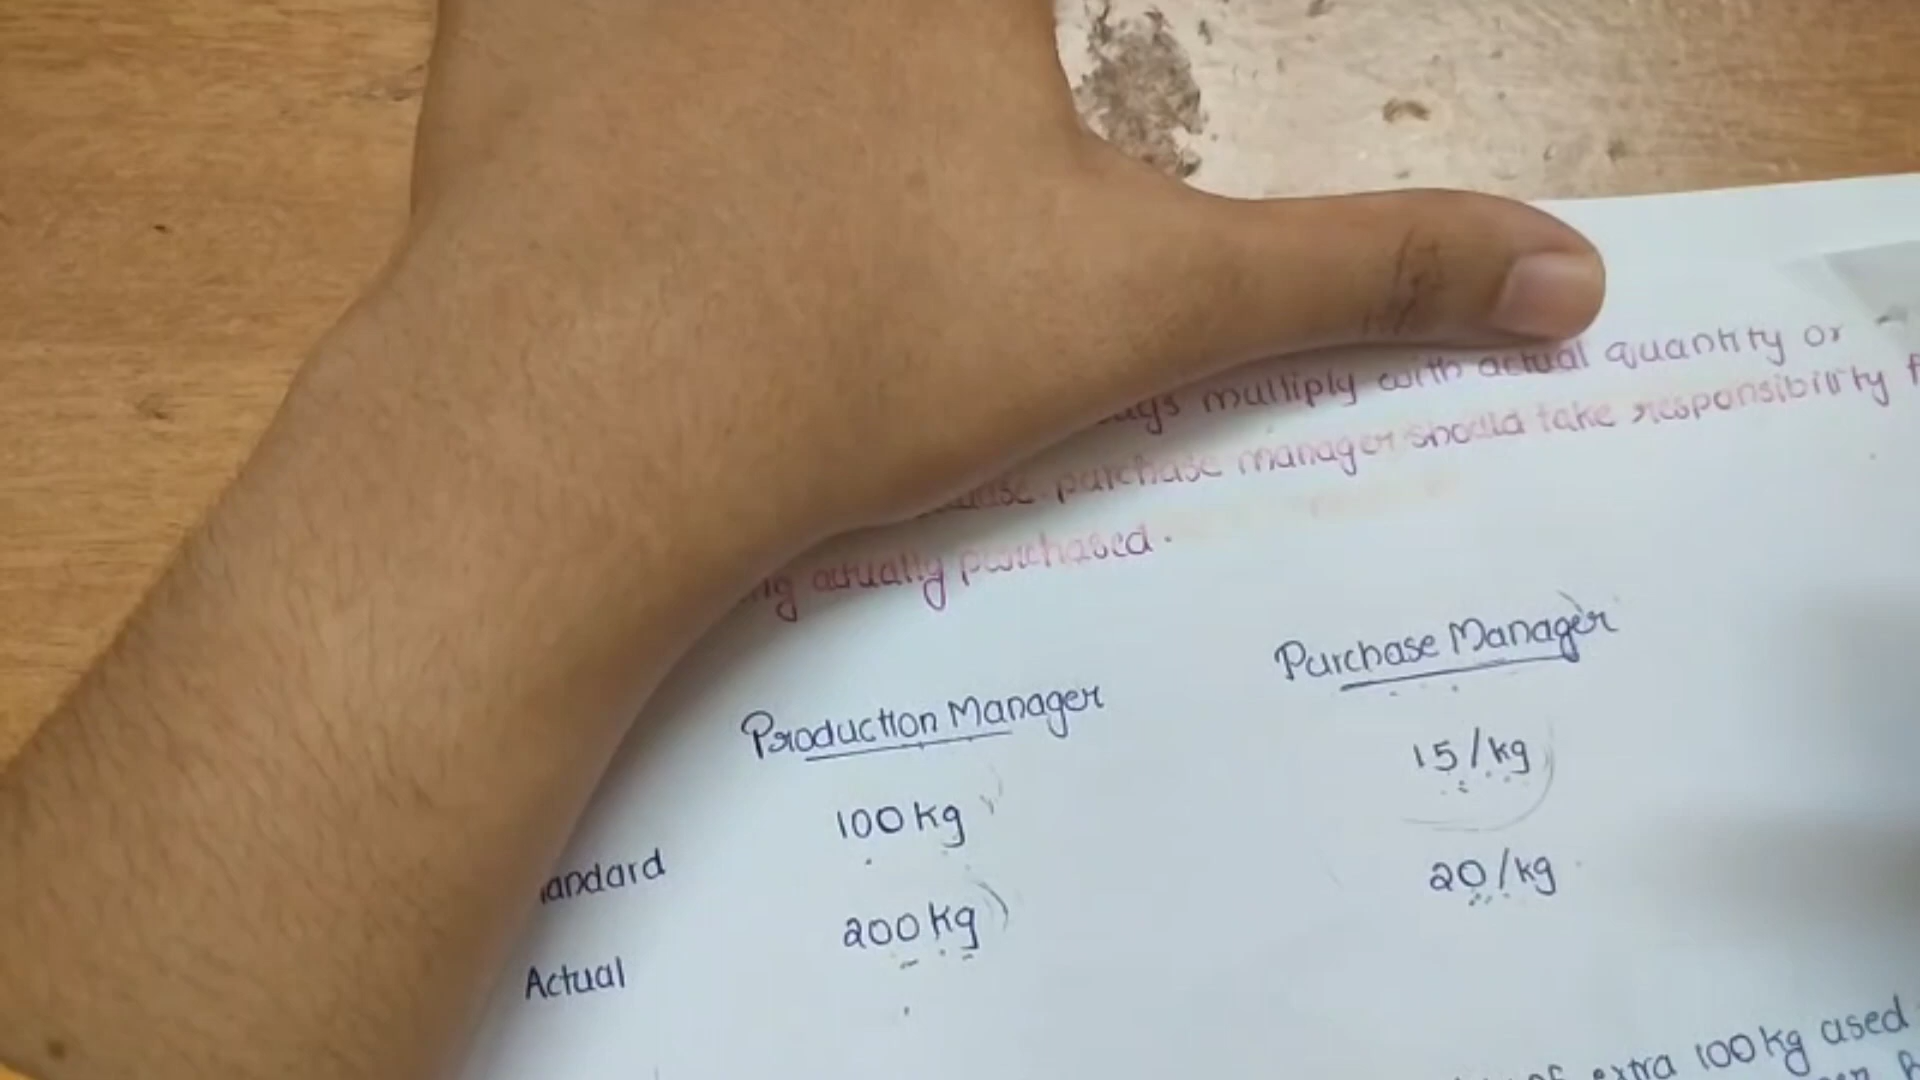 multiply with actual quantity or
purchase manager should take responsibility
actually purchased.
Production Manager Purchase Manager
100 kg 15/kg
andard
200 kg 20/kg
Actual
extra 100 kg used